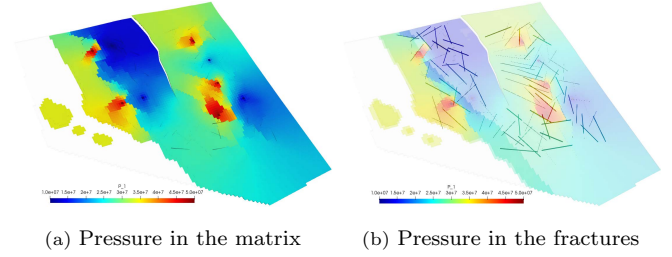 P_1 P_1
1.0e+07 1.5e+7 2e+7 2.5e+7 3e+7 3.5e+7 4e+7 4.5e+7 5.0e+07 1.0e+07 1.5e+7 2e+7 2.5e+7 3e+7 3.5e+7 4e+7 4.5e+7 5.0e+07
(a) Pressure in the matrix (b) Pressure in the fractures